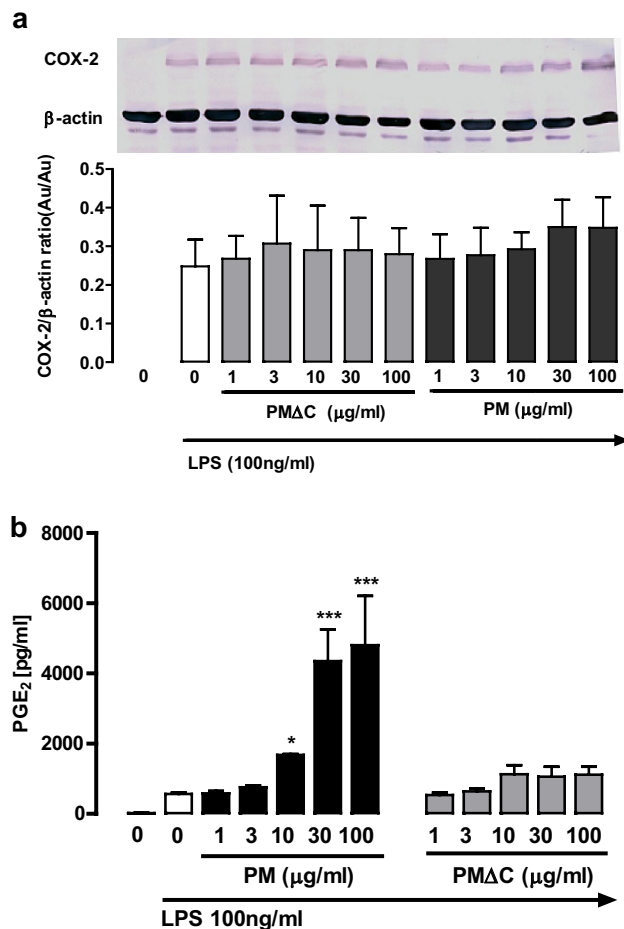 a
COX-2
β-actin
COX-2/β-actin ratio(Au/Au)
0.5
0.4
0.3
0.2
0.1
0.0
0 0 1 3 10 30 100 1 3 10 30 100
PMΔC (μg/ml) PM (μg/ml)
LPS (100ng/ml)
b
PGE2 [pg/ml]
8000
6000
4000
2000
0
* *** ***
0 0 1 3 10 30 100 1 3 10 30 100
PM (μg/ml) PMΔC (μg/ml)
LPS 100ng/ml